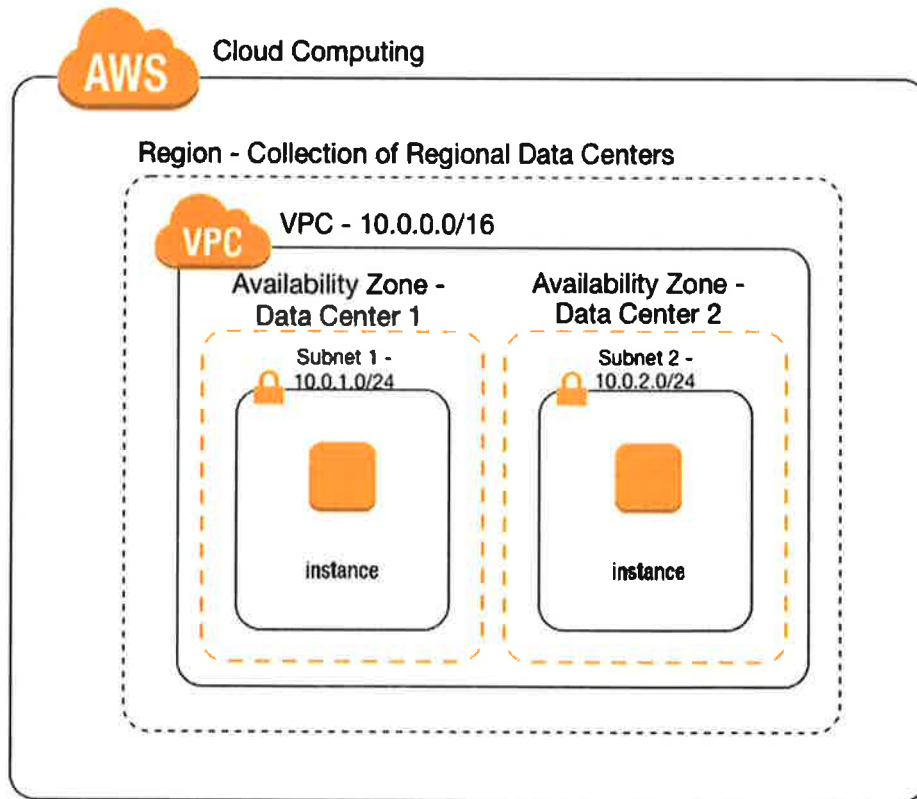 AWS
Cloud Computing
Region - Collection of Regional Data Centers
VPC
VPC - 10.0.0.0/16
Availability Zone -
Data Center 1
Availability Zone -
Data Center 2
Subnet 1 -
10.0.1.0/24
Subnet 2 -
10.0.2.0/24
instance
instance